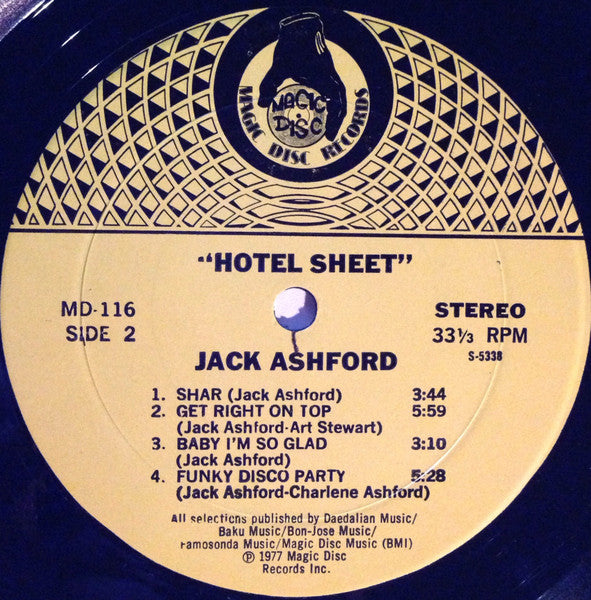 MAGIC
DISC
MAGIC DISC RECORDS
"HOTEL SHEET"
MD-116
SIDE 2
STEREO
33⅓ RPM
S-5338
JACK ASHFORD
1. SHAR (Jack Ashford) 3:44
2. GET RIGHT ON TOP 5:59
(Jack Ashford-Art Stewart)
3. BABY I'M SO GLAD 3:10
(Jack Ashford)
4. FUNKY DISCO PARTY 5:28
(Jack Ashford-Charlene Ashford)
All selections published by Daedalian Music/
Baku Music/Bon-Jose Music/
Famosonda Music/Magic Disc Music (BMI)
℗ 1977 Magic Disc
Records Inc.